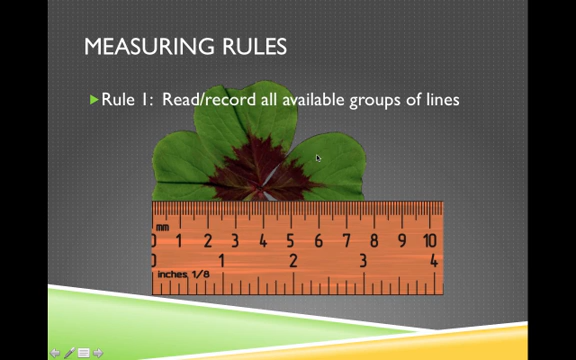 MEASURING RULES
Rule 1: Read/record all available groups of lines
mm
0 1 2 3 4 5 6 7 8 9 10
0 1 2 3 4
inches 1/8